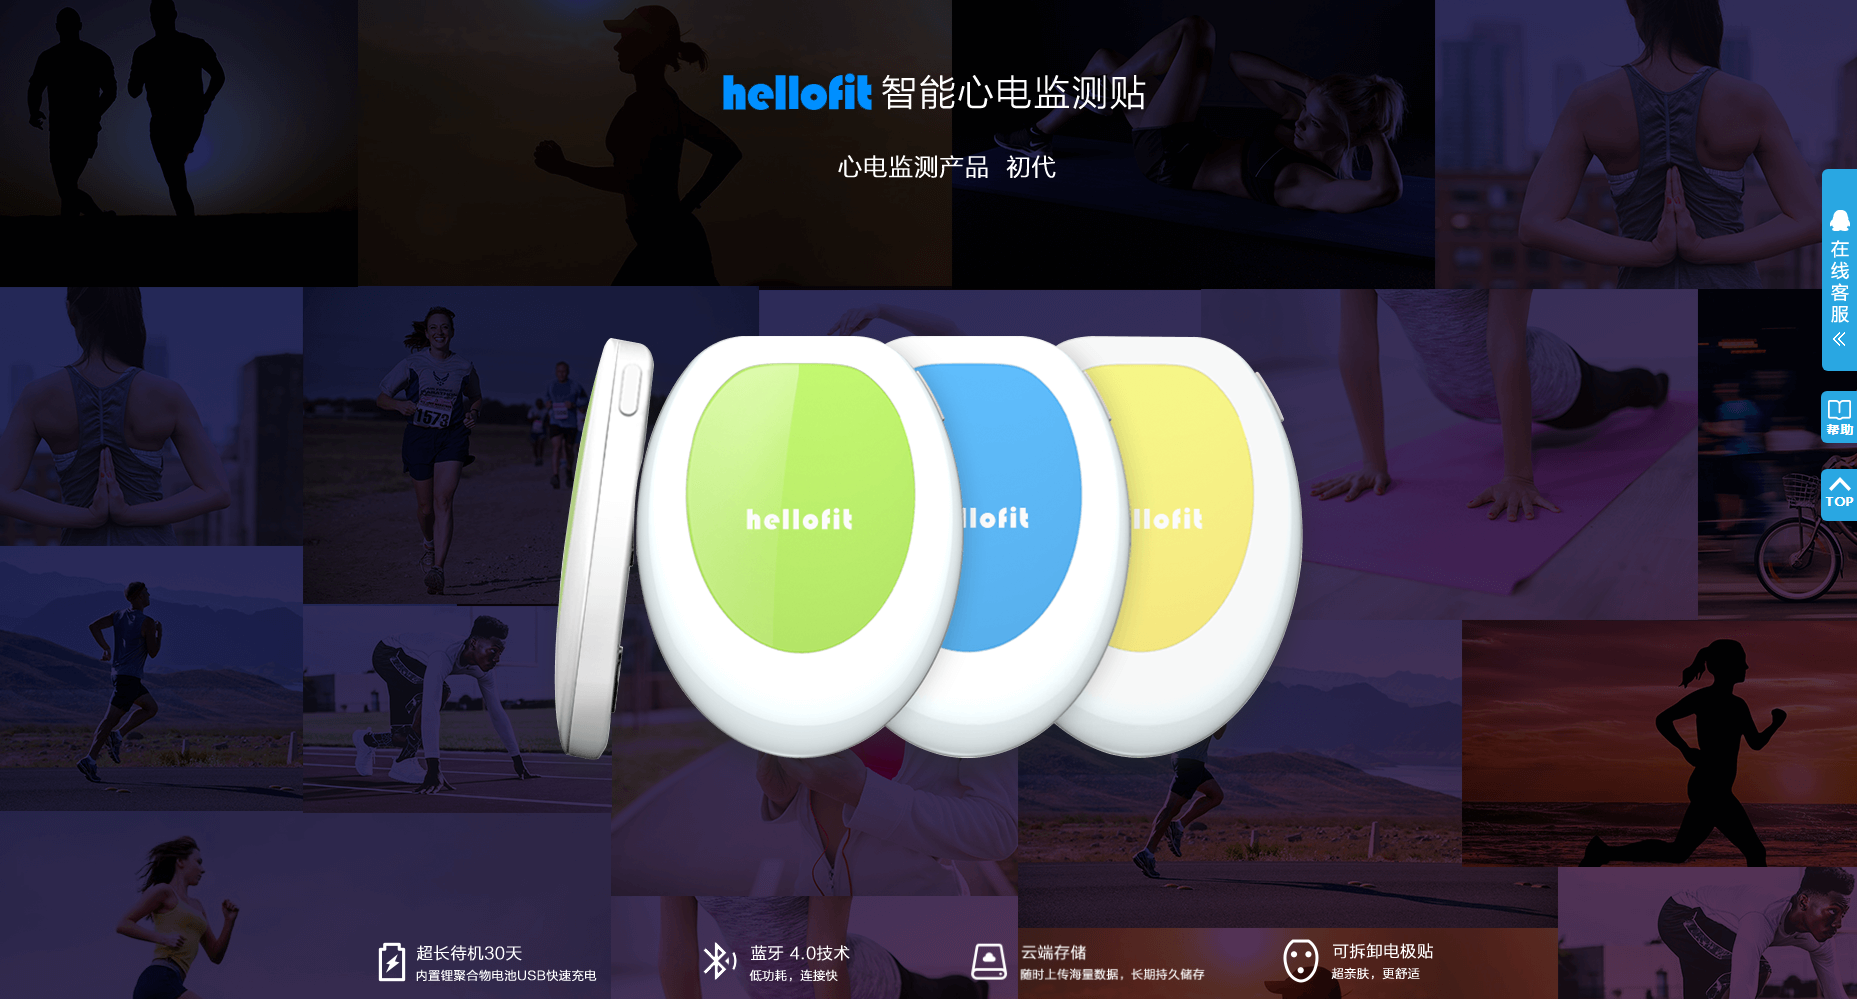 hellofit 智能心电监测贴
心电监测产品 初代
在线客服
帮助
TOP
1573
hellofit
llofit
llofit
超长待机30天
内置锂聚合物电池USB快速充电
蓝牙 4.0技术
低功耗，连接快
云端存储
随时上传海量数据，长期持久储存
可拆卸电极贴
超亲肤，更舒适